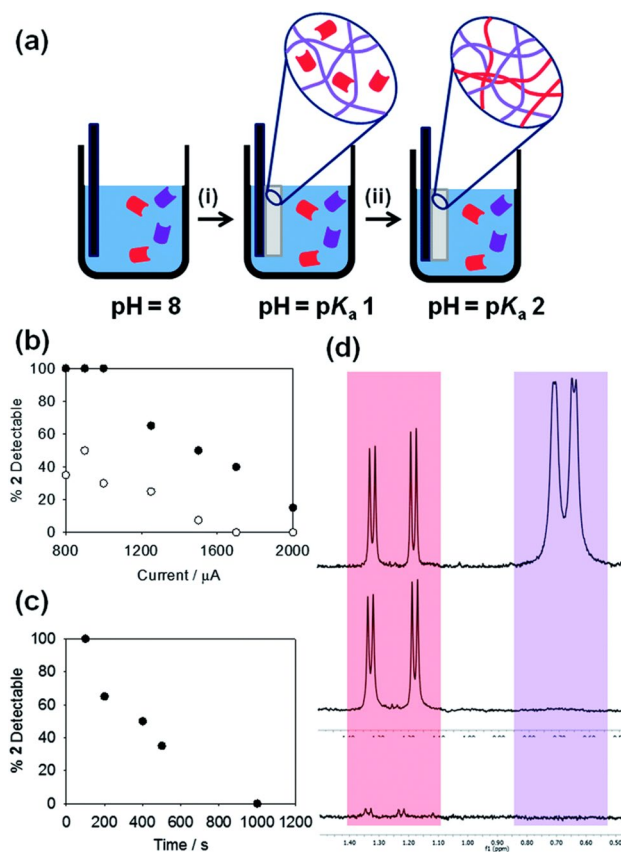 (a)
(i)
(ii)
pH = 8
pH = pKa 1
pH = pKa 2
(b)
100
80
60
40
20
0
% 2 Detectable
800
1200
1600
2000
Current / µA
(c)
100
80
60
40
20
0
% 2 Detectable
0
200
400
600
800
1000
1200
Time / s
(d)
1.40
1.30
1.20
1.10
1.00
0.90
0.80
0.70
0.60
f1 (ppm)